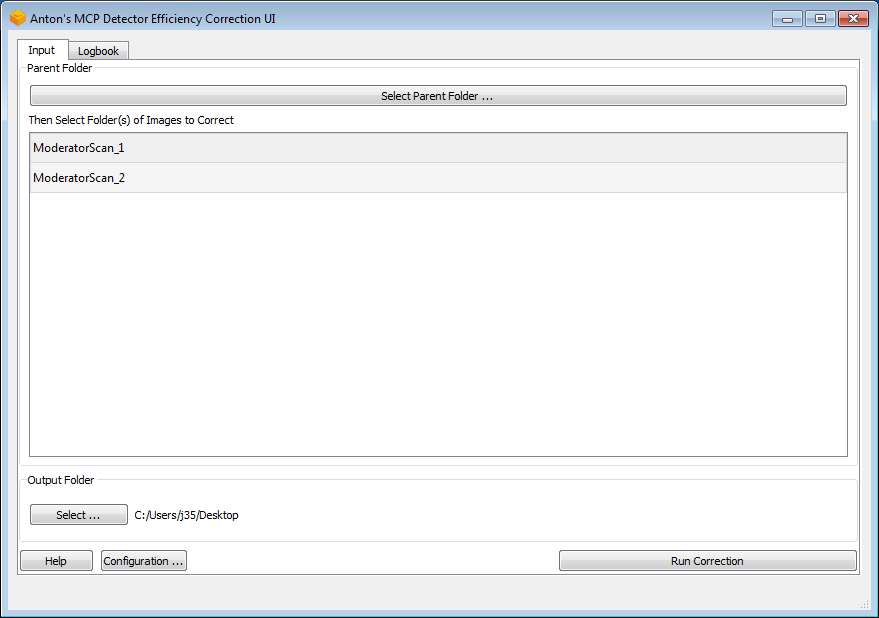 Anton's MCP Detector Efficiency Correction UI
Input
Logbook
Parent Folder
Select Parent Folder ...
Then Select Folder(s) of Images to Correct
ModeratorScan_1
ModeratorScan_2
Output Folder
Select ...
C:/Users/j35/Desktop
Help
Configuration ...
Run Correction